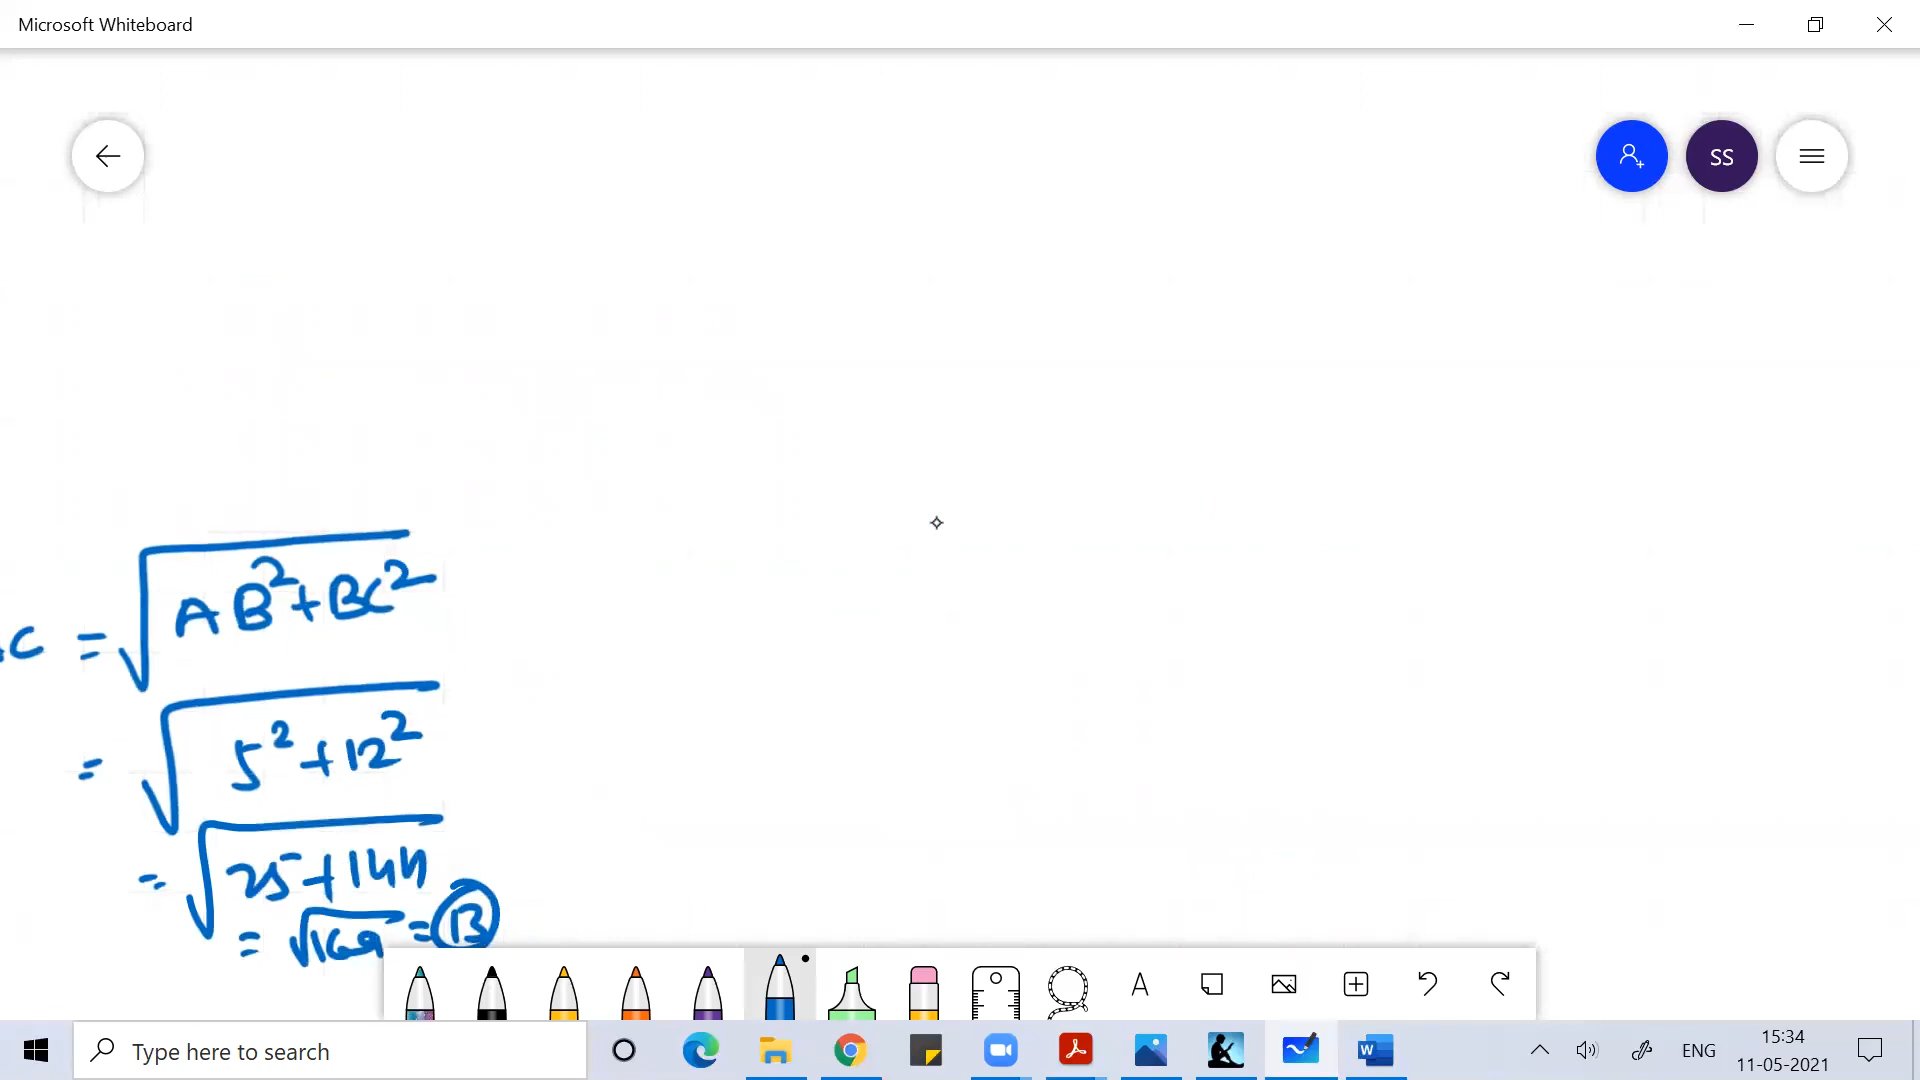 Microsoft Whiteboard
SS
C = √AB²+BC²
= √5²+12²
= √25+144
= √169 = 13
A
Type here to search
W
ENG
15:34
11-05-2021